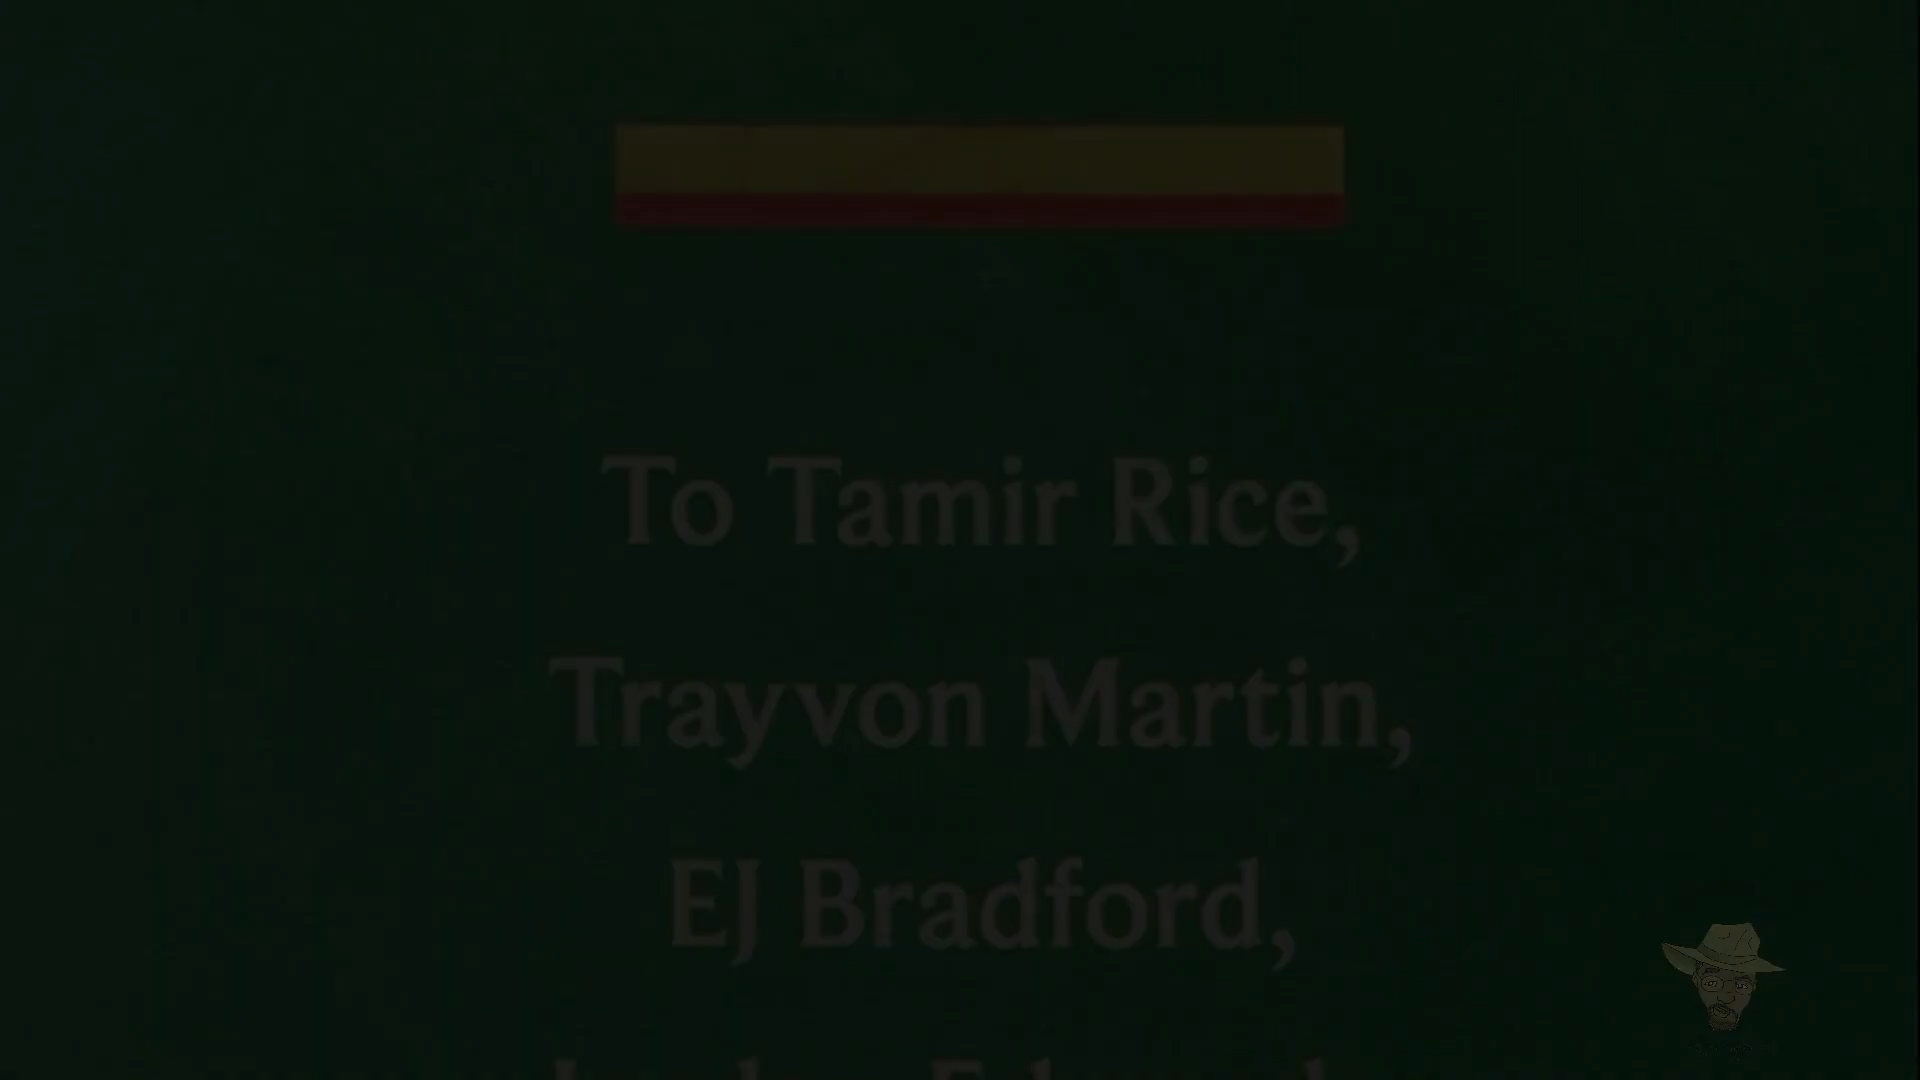 To Tamir Rice,
Trayvon Martin,
EJ Bradford,